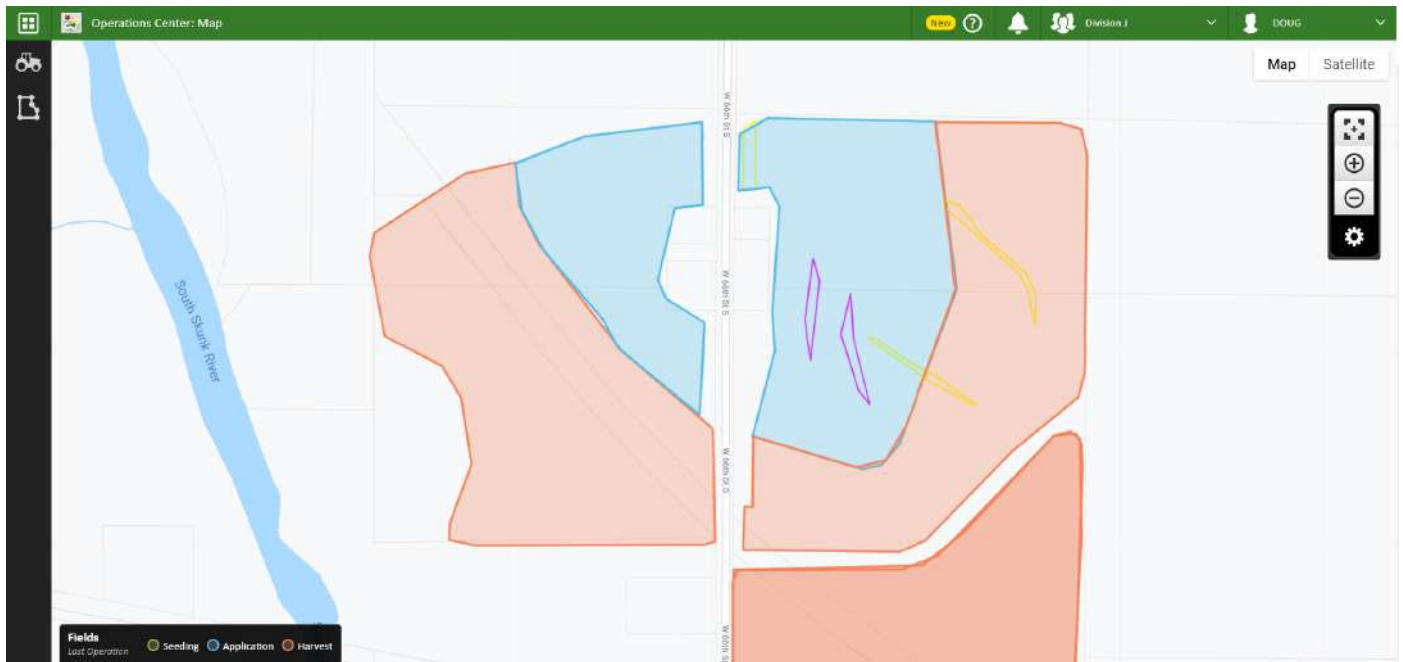 Operations Center: Map
New
Division J
DOUG
Map
Satellite
W 66th St S
W 66th St S
W 66th St S
W 66th St S
South Skunk River
Fields
Last Operation
Seeding
Application
Harvest